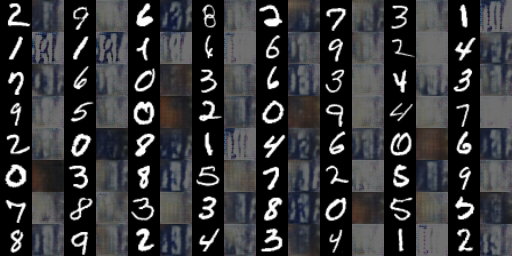 2 9 6 8 2 7 3 1
1 1 1 6 6 9 2 4
7 6 0 3 6 3 4 3
9 5 0 2 0 9 4 7
2 0 8 1 4 6 0 6
0 3 8 5 7 2 5 9
7 8 3 3 8 0 5 5
8 9 2 4 3 4 1 2